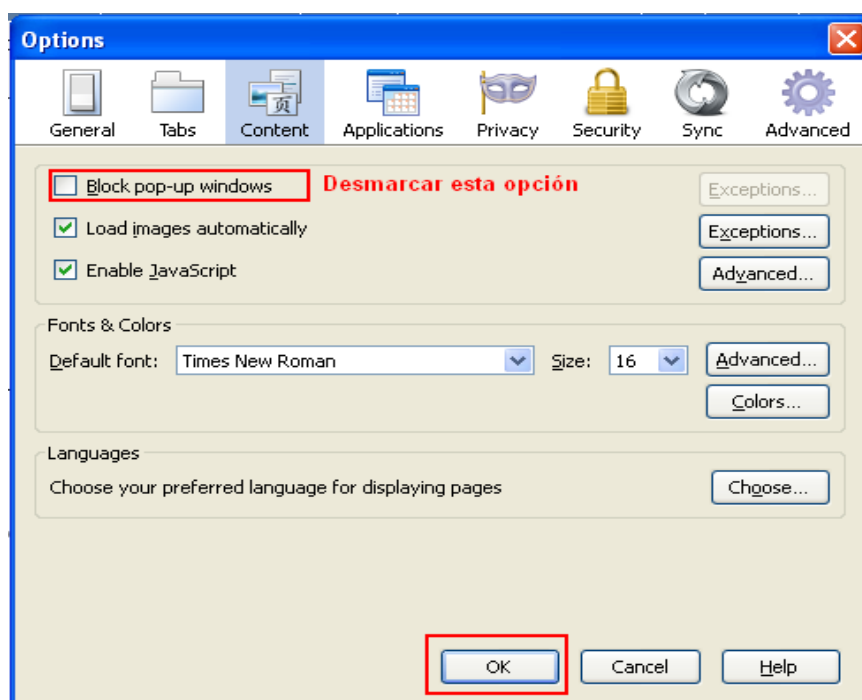 Options
General Tabs Content Applications Privacy Security Sync Advanced
Block pop-up windows Desmarcar esta opción Exceptions...
Load images automatically Exceptions...
Enable JavaScript Advanced...
Fonts & Colors
Default font: Times New Roman Size: 16 Advanced...
Colors...
Languages
Choose your preferred language for displaying pages Choose...
OK Cancel Help